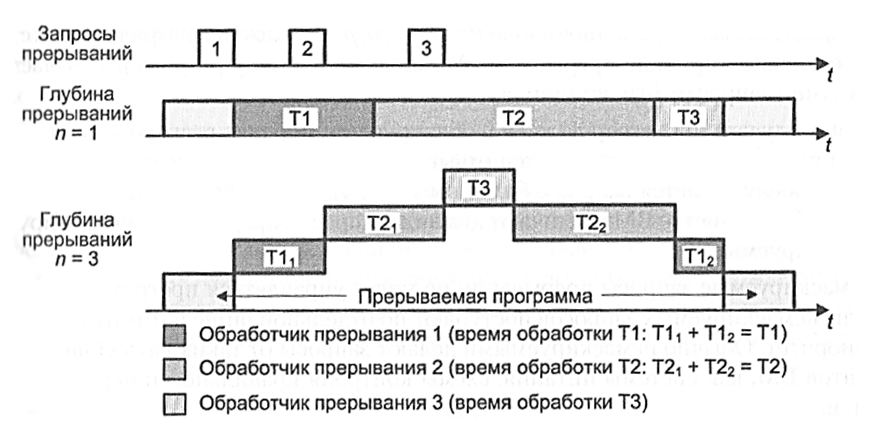 Запросы
прерываний
1
2
3
t
Глубина
прерываний
n = 1
T1
T2
T3
t
Глубина
прерываний
n = 3
T1₁
T2₁
T3
T2₂
T1₂
t
Прерываемая программа
Обработчик прерывания 1 (время обработки T1: T1₁ + T1₂ = T1)
Обработчик прерывания 2 (время обработки T2: T2₁ + T2₂ = T2)
Обработчик прерывания 3 (время обработки T3)